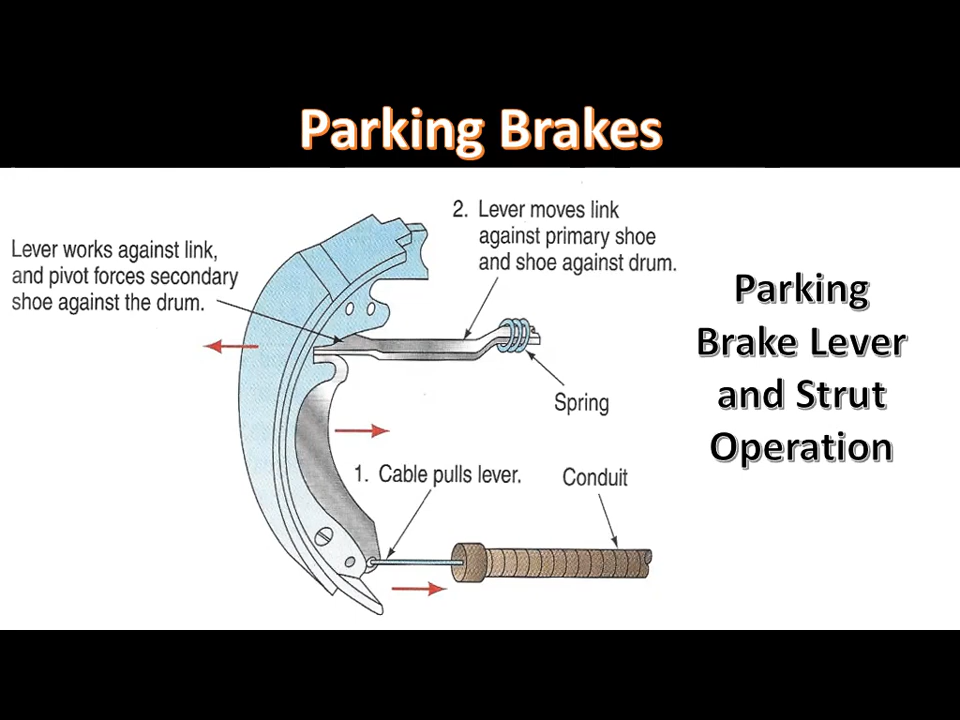 Parking Brakes
Lever works against link,
and pivot forces secondary
shoe against the drum.
2. Lever moves link
against primary shoe
and shoe against drum.
Spring
1. Cable pulls lever.
Conduit
Parking
Brake Lever
and Strut
Operation